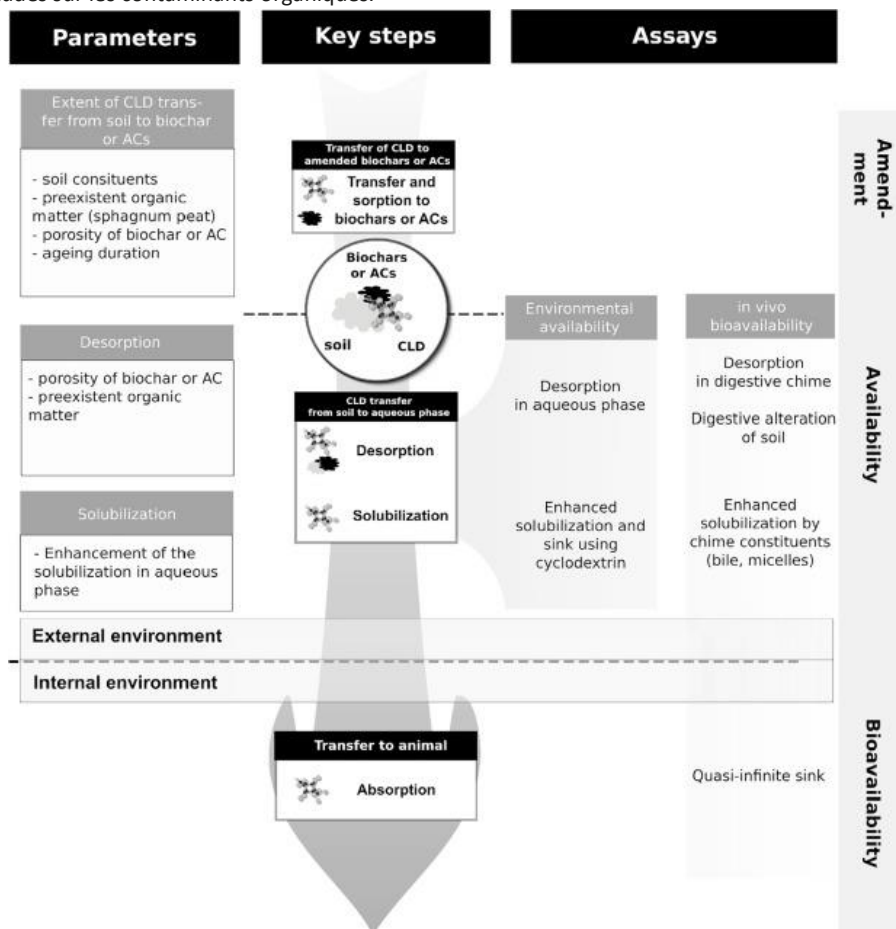 sur les contaminants organiques.
Parameters
Key steps
Assays
Extent of CLD trans-
fer from soil to biochar
or ACs
- soil consituents
- preexistent organic
matter (sphagnum peat)
- porosity of biochar or AC
- ageing duration
Transfer of CLD to
amended biochars or ACs
Transfer and
sorption to
biochars or ACs
Amend-
ment
Biochars
or ACs
soil
CLD
Environmental
availability
in vivo
bioavailability
Desorption
- porosity of biochar or AC
- preexistent organic
matter
CLD transfer
from soil to aqueous phase
Desorption
Solubilization
Desorption
in aqueous phase
Desorption
in digestive chime
Digestive alteration
of soil
Availability
Solubilization
- Enhancement of the
solubilization in aqueous
phase
Enhanced
solubilization and
sink using
cyclodextrin
Enhanced
solubilization by
chime constituents
(bile, micelles)
External environment
Internal environment
Transfer to animal
Absorption
Quasi-infinite sink
Bioavailability